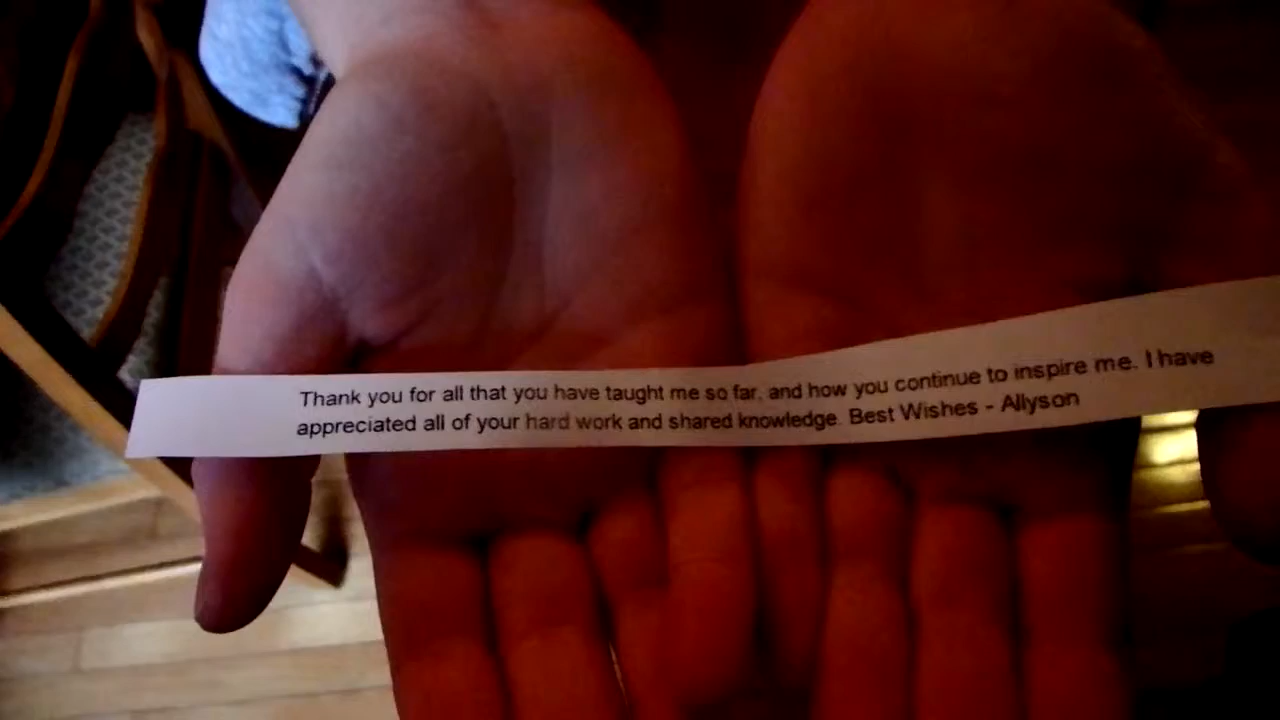 Thank you for all that you have taught me so far, and how you continue to inspire me. I have
appreciated all of your hard work and shared knowledge. Best Wishes - Allyson